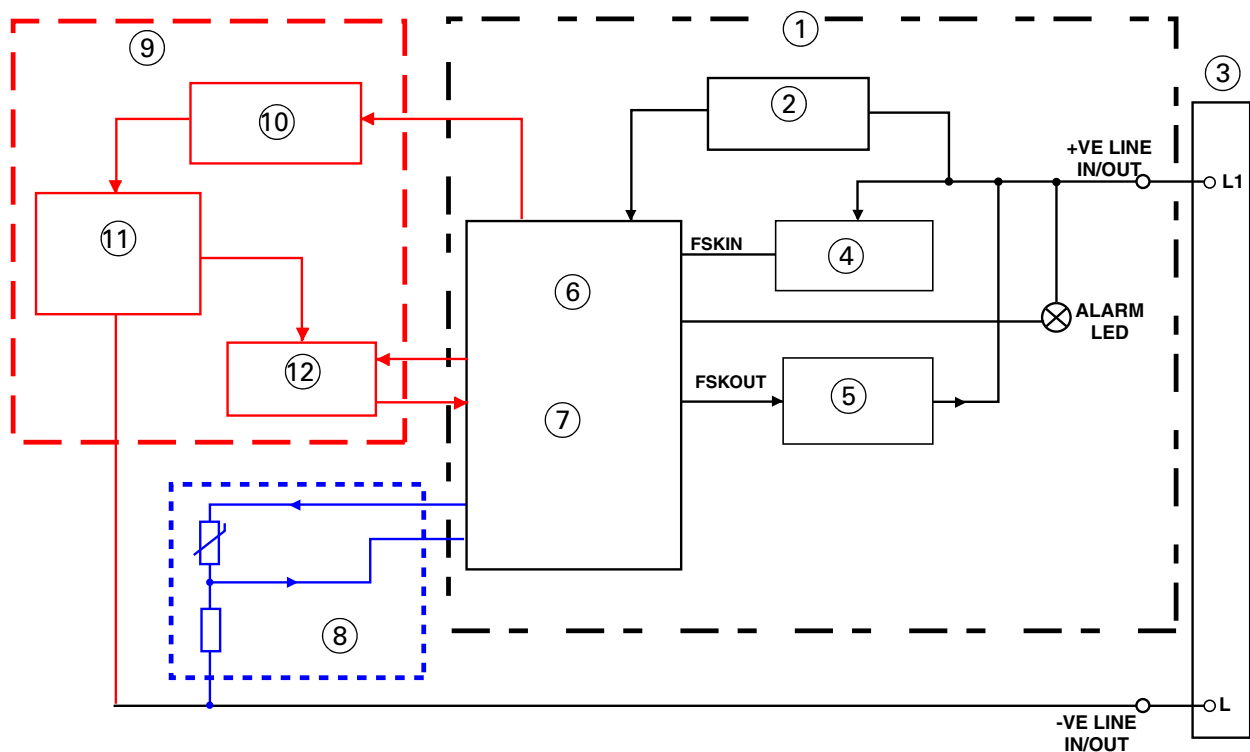 ①
⑨
③
②
⑩
+VE LINE
IN/OUT
L1
⑪
FSKIN
④
⑥
ALARM
LED
⑫
FSKOUT
⑤
⑦
⑧
L
-VE LINE
IN/OUT